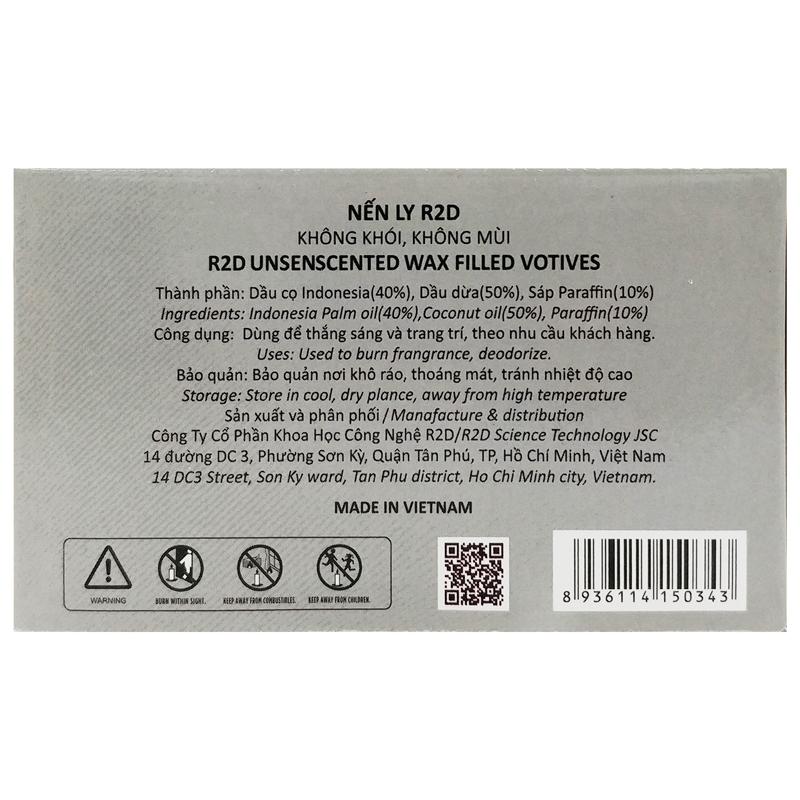 NẾN LY R2D
KHÔNG KHÓI, KHÔNG MÙI
R2D UNSENSCENTED WAX FILLED VOTIVES
Thành phần: Dầu cọ Indonesia(40%), Dầu dừa(50%), Sáp Paraffin(10%)
Ingredients: Indonesia Palm oil(40%),Coconut oil(50%), Paraffin(10%)
Công dụng: Dùng để thắng sáng và trang trí, theo nhu cầu khách hàng.
Uses: Used to burn frangrance, deodorize.
Bảo quản: Bảo quản nơi khô ráo, thoáng mát, tránh nhiệt độ cao
Storage: Store in cool, dry plance, away from high temperature
Sản xuất và phân phối/Manafacture & distribution
Công Ty Cổ Phần Khoa Học Công Nghệ R2D/R2D Science Technology JSC
14 đường DC 3, Phường Sơn Kỳ, Quận Tân Phú, TP, Hồ Chí Minh, Việt Nam
14 DC3 Street, Son Ky ward, Tan Phu district, Ho Chi Minh city, Vietnam.
MADE IN VIETNAM
WARNING
BURN WITHIN SIGHT.
KEEP AWAY FROM COMBUSTIBLES.
KEEP AWAY FROM CHILDREN.
8 936114 150343